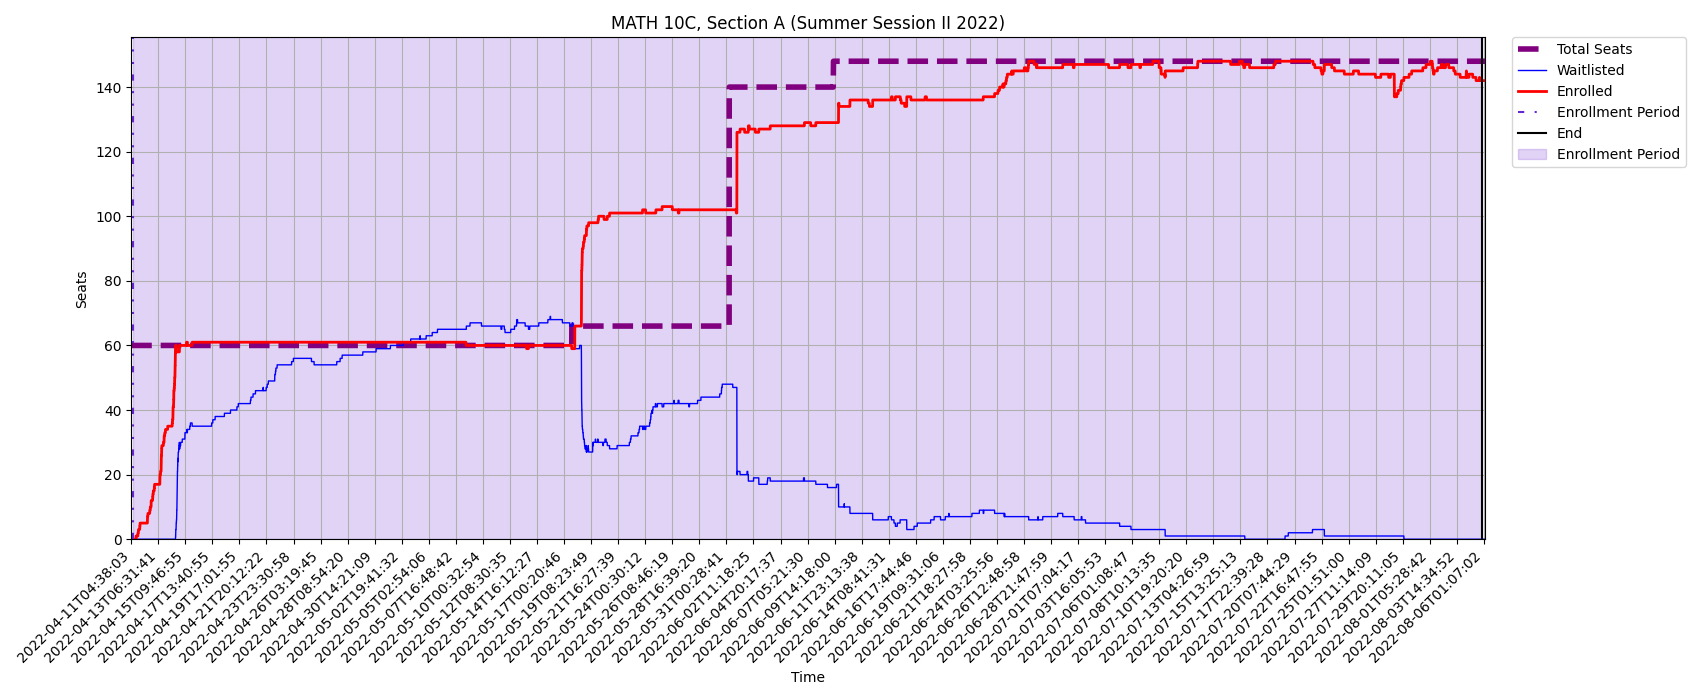 MATH 10C, Section A (Summer Session II 2022)
Total Seats
Waitlisted
Enrolled
Enrollment Period
End
Enrollment Period
Seats
140
120
100
80
60
40
20
0
2022-04-11T04:38:03
2022-04-13T06:31:41
2022-04-15T09:46:55
2022-04-17T13:40:55
2022-04-19T17:01:55
2022-04-21T20:12:22
2022-04-23T23:30:58
2022-04-26T03:19:45
2022-04-28T08:54:20
2022-04-30T14:21:09
2022-05-02T19:41:32
2022-05-05T02:54:06
2022-05-07T16:48:42
2022-05-10T00:32:54
2022-05-12T08:30:35
2022-05-14T16:12:27
2022-05-17T00:20:46
2022-05-19T08:23:49
2022-05-21T16:27:39
2022-05-24T00:30:12
2022-05-26T08:46:19
2022-05-28T16:39:20
2022-05-31T00:28:41
2022-06-02T11:18:25
2022-06-04T20:17:37
2022-06-07T05:21:30
2022-06-09T14:18:00
2022-06-11T23:13:38
2022-06-14T08:41:31
2022-06-16T17:44:46
2022-06-19T09:31:06
2022-06-21T18:27:58
2022-06-24T03:25:56
2022-06-26T12:48:58
2022-06-28T21:47:59
2022-07-01T07:04:17
2022-07-03T16:05:53
2022-07-06T01:08:47
2022-07-08T10:13:35
2022-07-10T19:20:20
2022-07-13T04:26:59
2022-07-15T13:25:13
2022-07-17T22:39:28
2022-07-20T07:44:29
2022-07-22T16:47:55
2022-07-25T01:51:00
2022-07-27T11:14:09
2022-07-29T20:11:05
2022-08-01T05:28:42
2022-08-03T14:34:52
2022-08-06T01:07:02
Time